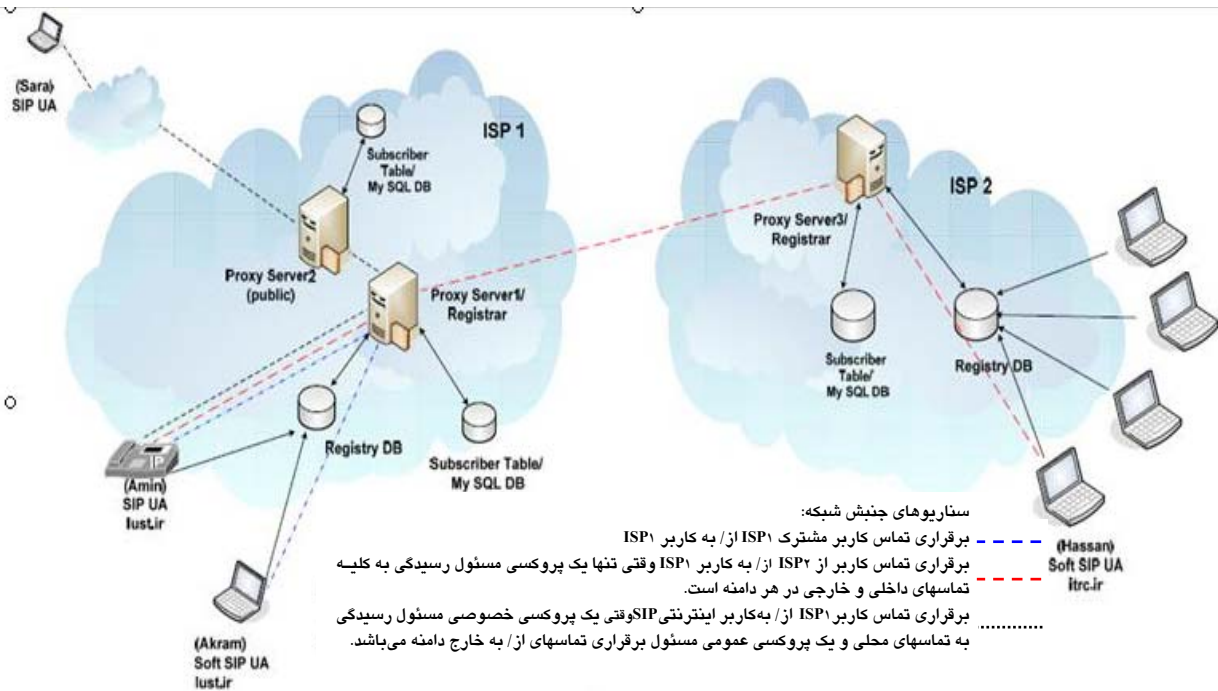 (Sara)
SIP UA
ISP 1
Subscriber
Table/
My SQL DB
Proxy Server2
(public)
Proxy Server1/
Registrar
Registry DB
Subscriber Table/
My SQL DB
IP
(Amin)
SIP UA
Iust.ir
(Akram)
Soft SIP UA
Iust.ir
ISP 2
Proxy Server3/
Registrar
Subscriber
Table/
My SQL DB
Registry DB
(Hassan)
Soft SIP UA
itrc.ir
سناریوهای جنبش شبکه:
برقراری تماس کاربر مشترک ISP۱ از/ به کاربر ISP۱
برقراری تماس کاربر از ISP۲ از/ به کاربر ISP۱ وقتی تنها یک پروکسی مسئول رسیدگی به کلیه
تماسهای داخلی و خارجی در هر دامنه است.
برقراری تماس کاربر ISP۱ از/ به‌کاربر اینترنتی SIP وقتی یک پروکسی خصوصی مسئول رسیدگی
به تماسهای محلی و یک پروکسی عمومی مسئول برقراری تماسهای از/ به خارج دامنه می‌باشد.